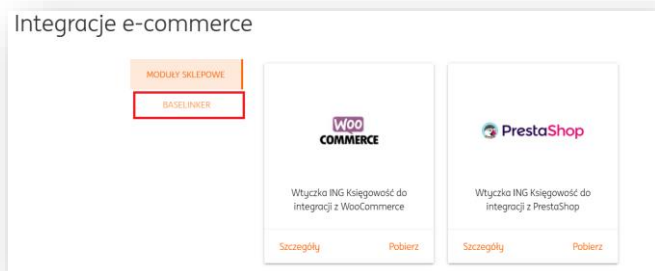 Integracje e-commerce
MODUŁY SKLEPOWE
BASELINKER
WOO
COMMERCE
Wtyczka ING Księgowość do
integracji z WooCommerce
Szczegóły Pobierz
PrestaShop
Wtyczka ING Księgowość do
integracji z PrestaShop
Szczegóły Pobierz